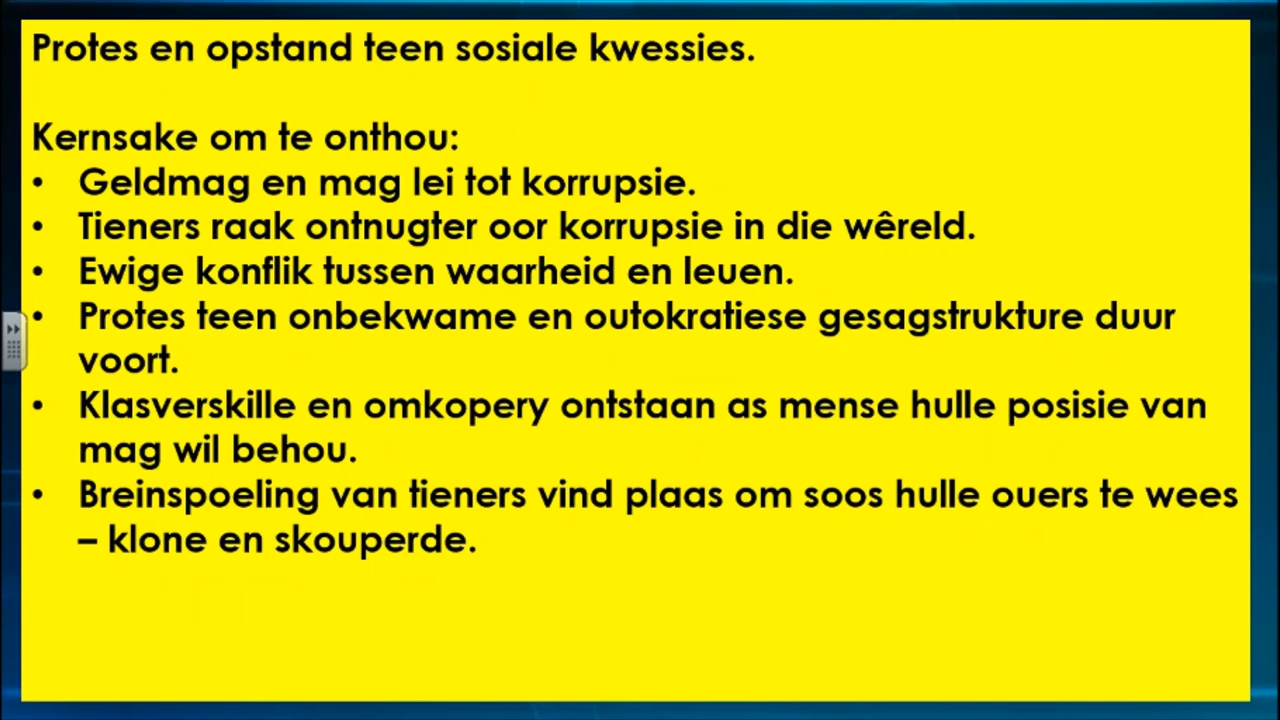 Protes en opstand teen sosiale kwessies.
Kernsake om te onthou:
• Geldmag en mag lei tot korrupsie.
• Tieners raak ontnugter oor korrupsie in die wêreld.
• Ewige konflik tussen waarheid en leuen.
• Protes teen onbekwame en outokratiese gesagstrukture duur
voort.
• Klasverskille en omkopery ontstaan as mense hulle posisie van
mag wil behou.
• Breinspoeling van tieners vind plaas om soos hulle ouers te wees
– klone en skouperde.